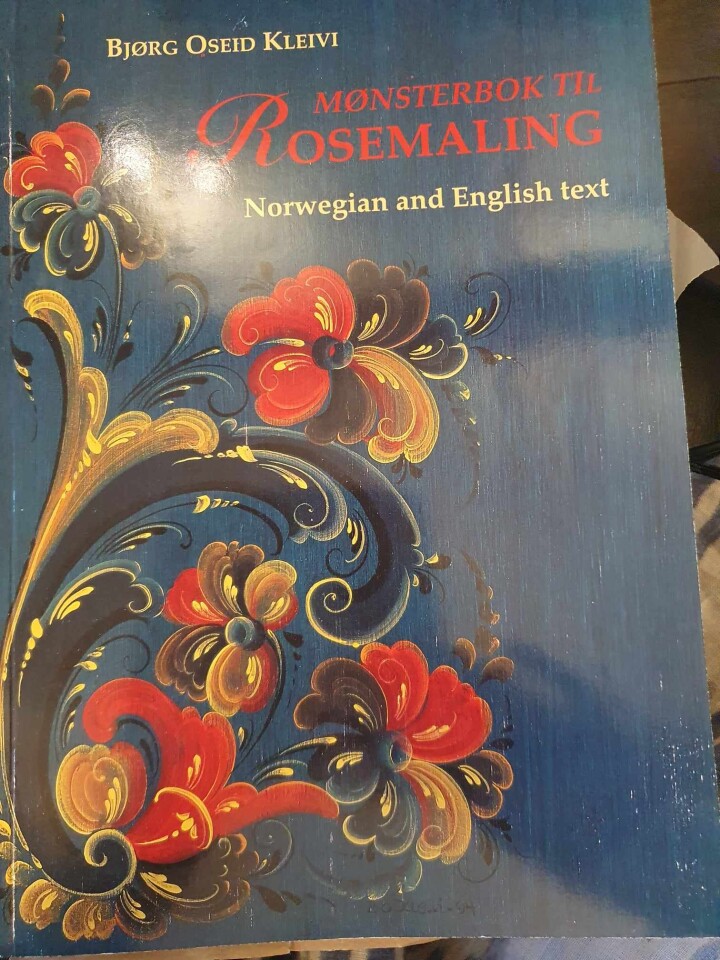 BJØRG OSEID KLEIVI
MØNSTERBOK TIL
ROSEMALING
Norwegian and English text